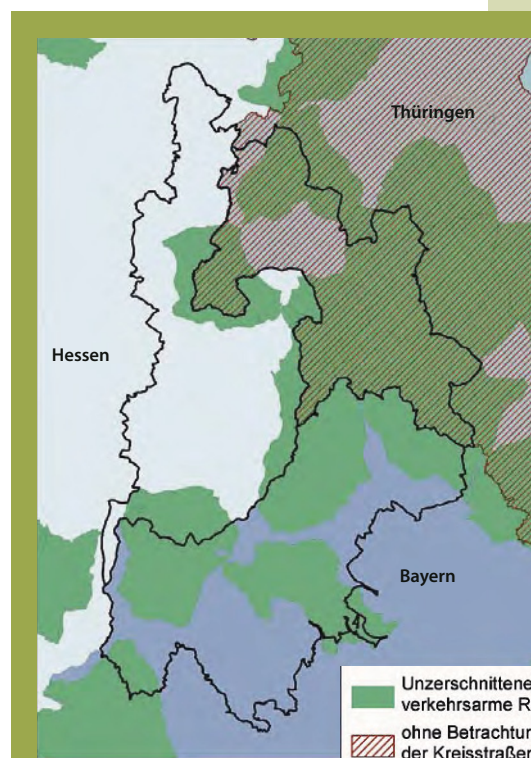 Thüringen
Hessen
Bayern
Unzerschnittene
verkehrsarme R
ohne Betrachtun
der Kreisstraßen